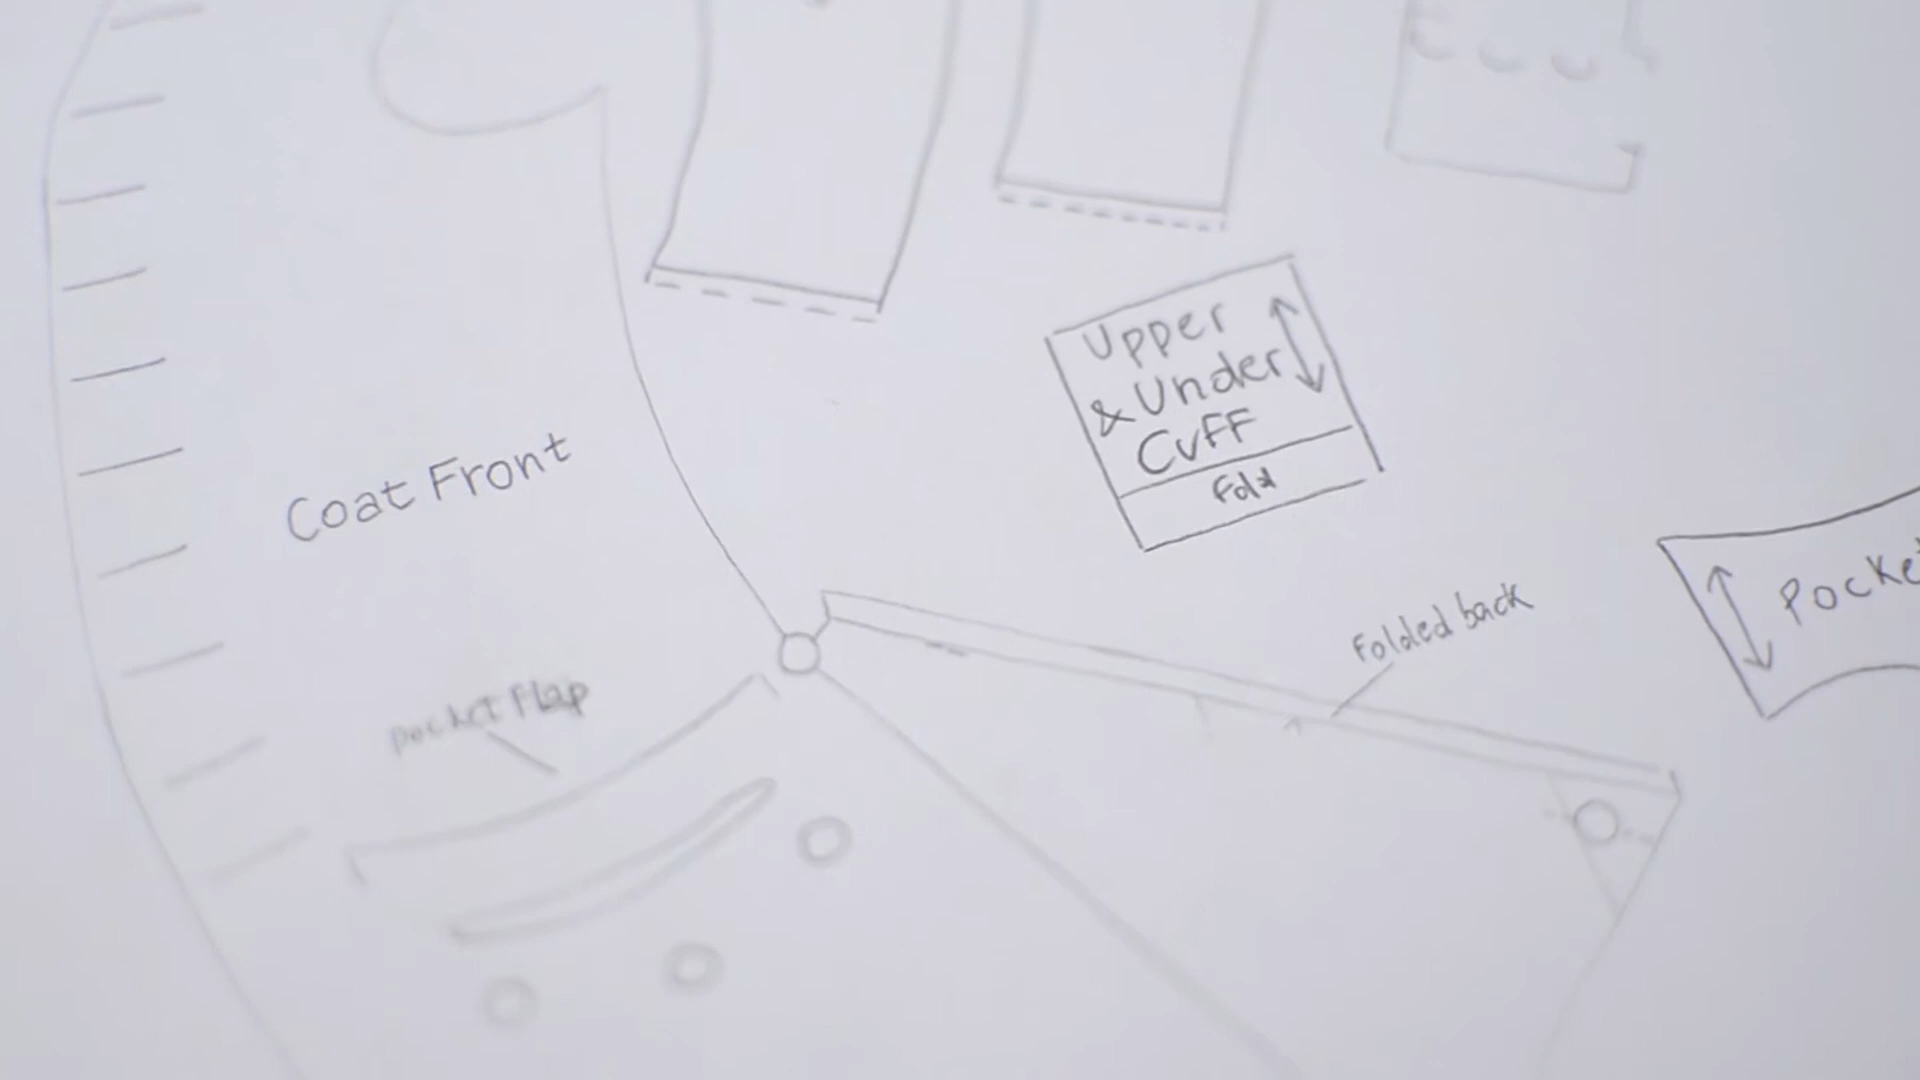 Upper
& Under
CuFF
Fold
Coat Front
Pocke
Folded back
pocket Flap